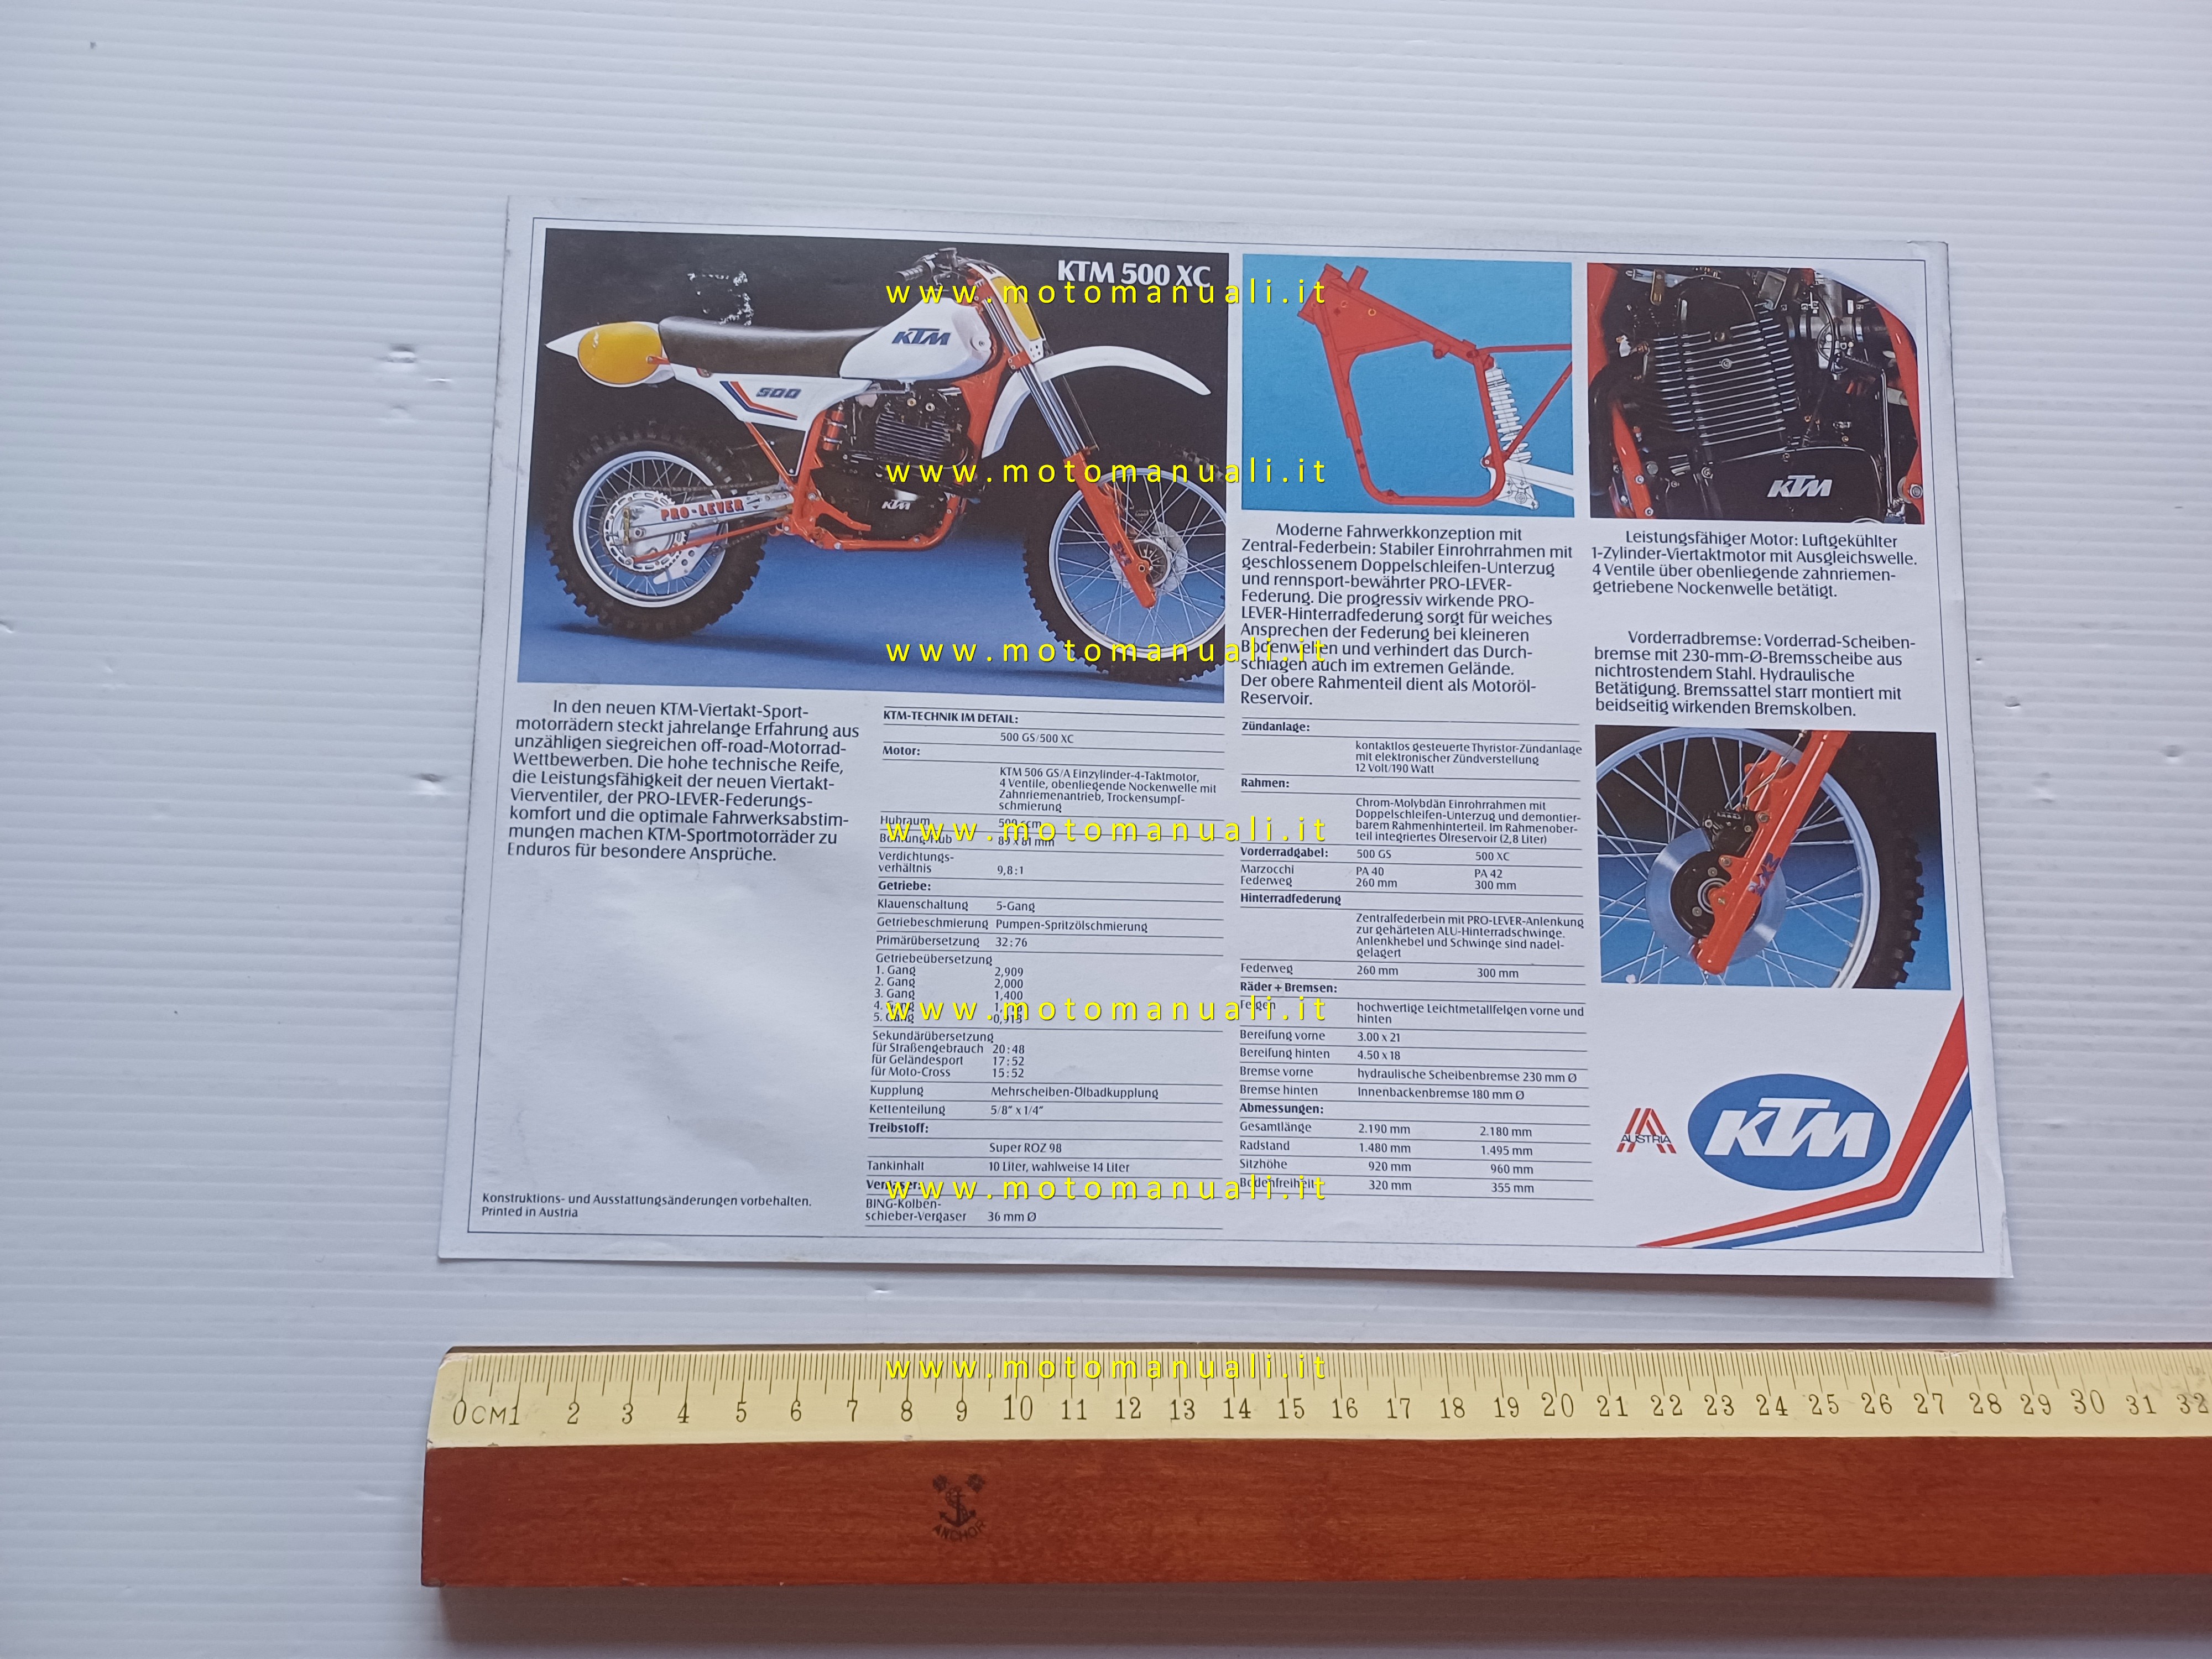 KTM 500 XC
KTM
500
PRO-LEVER
KTM
www.motomanuali.it
www.motomanuali.it
www.motomanuali.it
www.motomanuali.it
www.motomanuali.it
www.motomanuali.it
www.motomanuali.it
In den neuen KTM-Viertakt-Sport-
motorrädern steckt jahrelange Erfahrung aus
unzähligen siegreichen off-road-Motorrad-
Wettbewerben. Die hohe technische Reife,
die Leistungsfähigkeit der neuen Viertakt-
Vierventiler, der PRO-LEVER-Federungs-
komfort und die optimale Fahrwerksabstim-
mungen machen KTM-Sportmotorräder zu
Enduros für besondere Ansprüche.
Konstruktions- und Ausstattungsänderungen vorbehalten.
Printed in Austria
KTM-TECHNIK IM DETAIL:
500 GS/500 XC
Motor:
KTM 506 GS/A Einzylinder-4-Taktmotor,
4 Ventile, obenliegende Nockenwelle mit
Zahnriemenantrieb, Trockensumpf-
schmierung
Hubraum
Bohrung/Hub 89 x 81 mm
Verdichtungs-
verhältnis 9,8:1
Getriebe:
Klauenschaltung 5-Gang
Getriebeschmierung Pumpen-Spritzölschmierung
Primärübersetzung 32:76
Getriebeübersetzung
1. Gang 2,909
2. Gang 2,000
3. Gang 1,400
4. Gang
5. Gang
Sekundärübersetzung
für Straßengebrauch 20:48
für Geländesport 17:52
für Moto-Cross 15:52
Kupplung Mehrscheiben-Ölbadkupplung
Kettenteilung 5/8" x 1/4"
Treibstoff:
Super ROZ 98
Tankinhalt 10 Liter, wahlweise 14 Liter
Vergaser:
BING-Kolben-
schieber-Vergaser 36 mm Ø
Moderne Fahrwerkkonzeption mit
Zentral-Federbein: Stabiler Einrohrrahmen mit
geschlossenem Doppelschleifen-Unterzug
und rennsport-bewährter PRO-LEVER-
Federung. Die progressiv wirkende PRO-
LEVER-Hinterradfederung sorgt für weiches
Ansprechen der Federung bei kleineren
Bodenwellen und verhindert das Durch-
schlagen auch im extremen Gelände.
Der obere Rahmenteil dient als Motoröl-
Reservoir.
Zündanlage:
kontaktlos gesteuerte Thyristor-Zündanlage
mit elektronischer Zündverstellung
12 Volt/190 Watt
Rahmen:
Chrom-Molybdän Einrohrrahmen mit
Doppelschleifen-Unterzug und demontier-
barem Rahmenhinterteil. Im Rahmenober-
teil integriertes Ölreservoir (2,8 Liter)
Vorderradgabel: 500 GS 500 XC
Marzocchi PA 40 PA 42
Federweg 260 mm 300 mm
Hinterradfederung
Zentralfederbein mit PRO-LEVER-Anlenkung
zur gehärteten ALU-Hinterradschwinge.
Anlenkhebel und Schwinge sind nadel-
gelagert
Federweg 260 mm 300 mm
Räder + Bremsen:
Felgen hochwertige Leichtmetallfelgen vorne und
hinten
Bereifung vorne 3.00 x 21
Bereifung hinten 4.50 x 18
Bremse vorne hydraulische Scheibenbremse 230 mm Ø
Bremse hinten Innenbackenbremse 180 mm Ø
Abmessungen:
Gesamtlänge 2.190 mm 2.180 mm
Radstand 1.480 mm 1.495 mm
Sitzhöhe 920 mm 960 mm
Bodenfreiheit 320 mm 355 mm
KTM
Leistungsfähiger Motor: Luftgekühlter
1-Zylinder-Viertaktmotor mit Ausgleichswelle.
4 Ventile über obenliegende zahnriemen-
getriebene Nockenwelle betätigt.
Vorderradbremse: Vorderrad-Scheiben-
bremse mit 230-mm-Ø-Bremsscheibe aus
nichtrostendem Stahl. Hydraulische
Betätigung. Bremssattel starr montiert mit
beidseitig wirkenden Bremskolben.
AUSTRIA
KTM
0CM1 2 3 4 5 6 7 8 9 10 11 12 13 14 15 16 17 18 19 20 21 22 23 24 25 26 27 28 29 30 31 32
ANCHOR